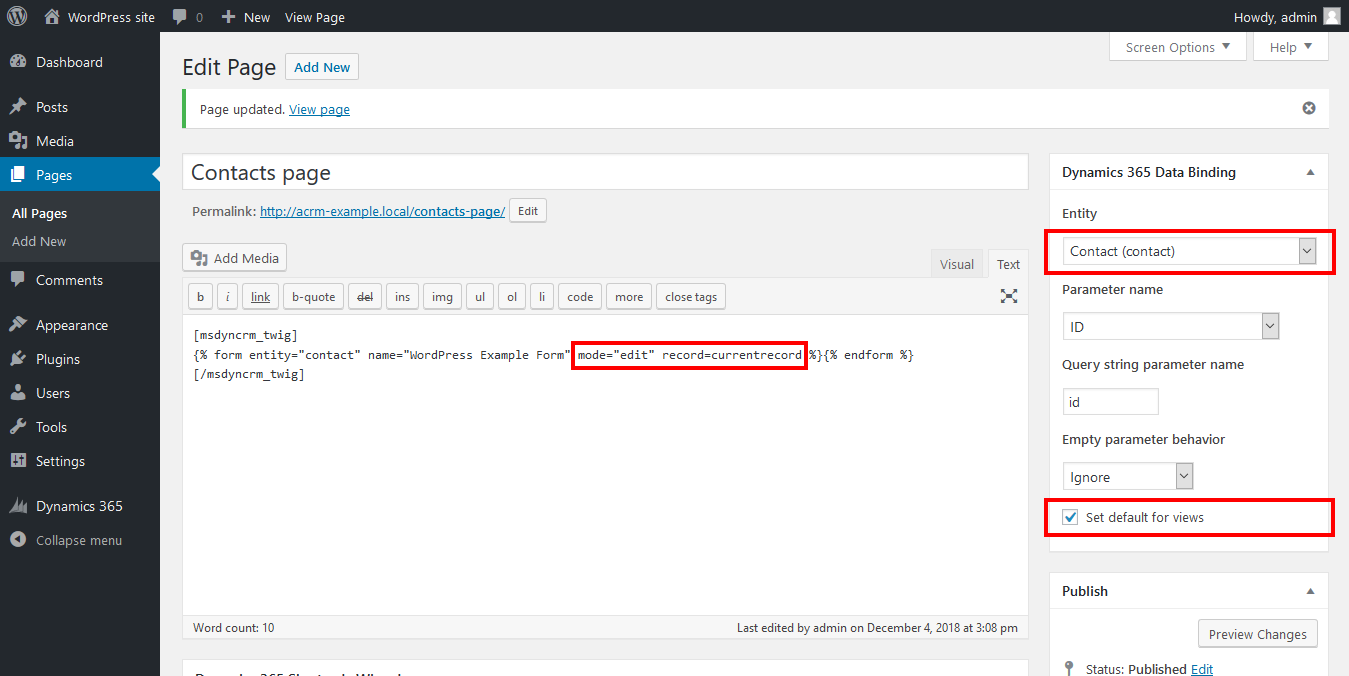 WordPress site 0 New View Page Howdy, admin
Dashboard
Posts
Media
Pages
All Pages
Add New
Comments
Appearance
Plugins
Users
Tools
Settings
Dynamics 365
Collapse menu
Screen Options Help
Edit Page Add New
Page updated. View page
Contacts page
Permalink: http://acrm-example.local/contacts-page/ Edit
Add Media Visual Text
b i link b-quote del ins img ul ol li code more close tags
[msdyncrm_twig]
{% form entity="contact" name="WordPress Example Form" mode="edit" record=currentrecord %}{% endform %}
[/msdyncrm_twig]
Word count: 10 Last edited by admin on December 4, 2018 at 3:08 pm
Dynamics 365 Data Binding
Entity
Contact (contact)
Parameter name
ID
Query string parameter name
id
Empty parameter behavior
Ignore
Set default for views
Publish
Preview Changes
Status: Published Edit